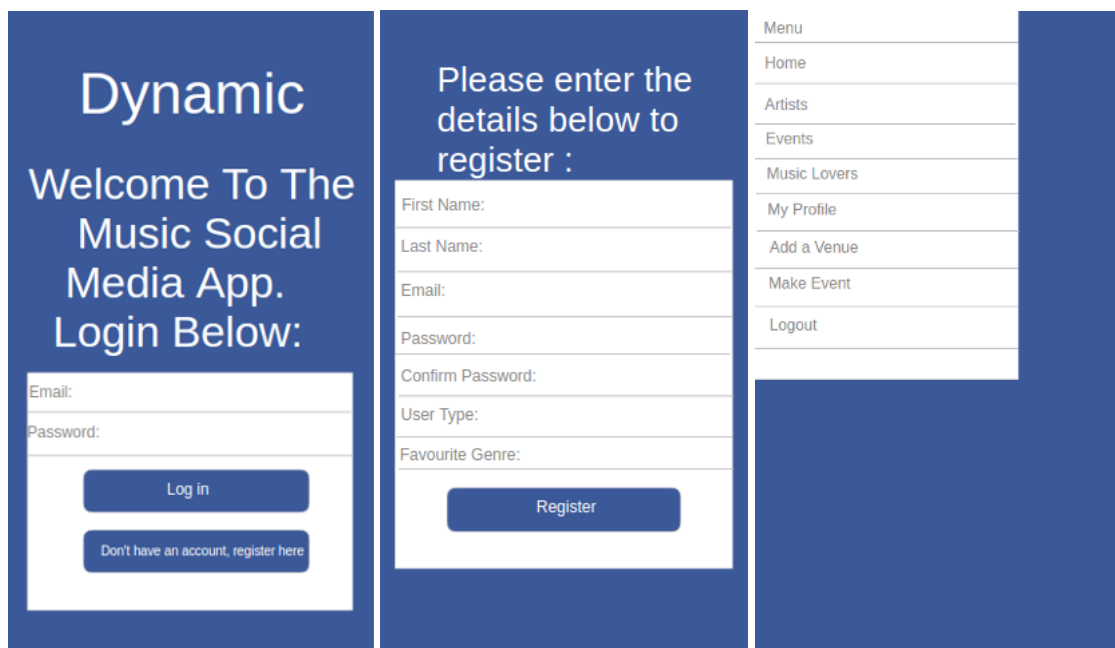 Dynamic
Welcome To The
Music Social
Media App.
Login Below:
Email:
Password:
Log in
Don't have an account, register here
Please enter the
details below to
register :
First Name:
Last Name:
Email:
Password:
Confirm Password:
User Type:
Favourite Genre:
Register
Menu
Home
Artists
Events
Music Lovers
My Profile
Add a Venue
Make Event
Logout